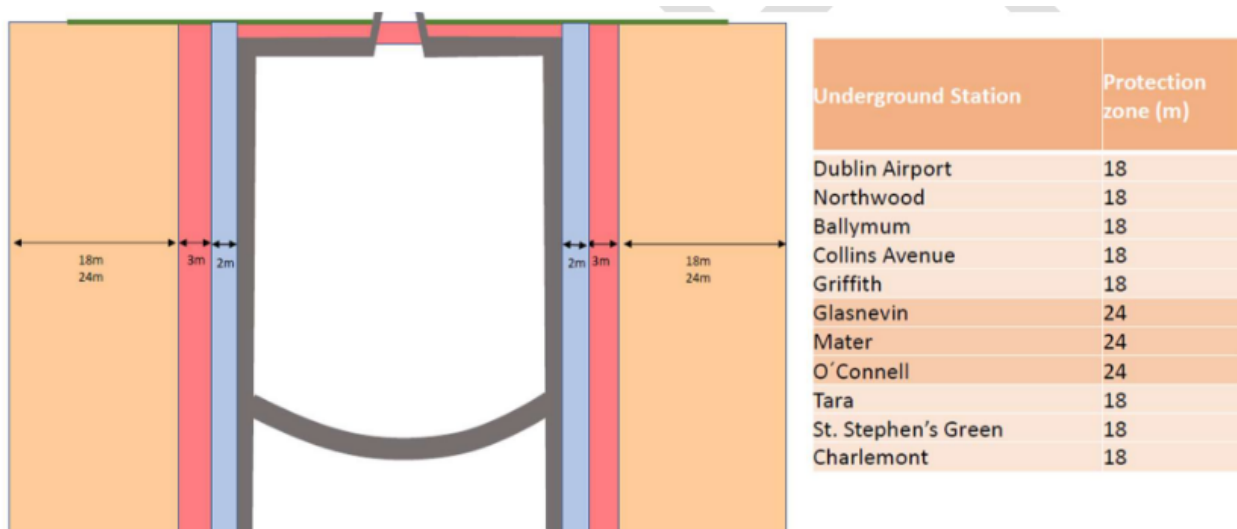 18m
24m
3m
2m
2m
3m
18m
24m
Underground Station Protection zone (m)
Dublin Airport 18
Northwood 18
Ballymum 18
Collins Avenue 18
Griffith 18
Glasnevin 24
Mater 24
O´Connell 24
Tara 18
St. Stephen’s Green 18
Charlemont 18